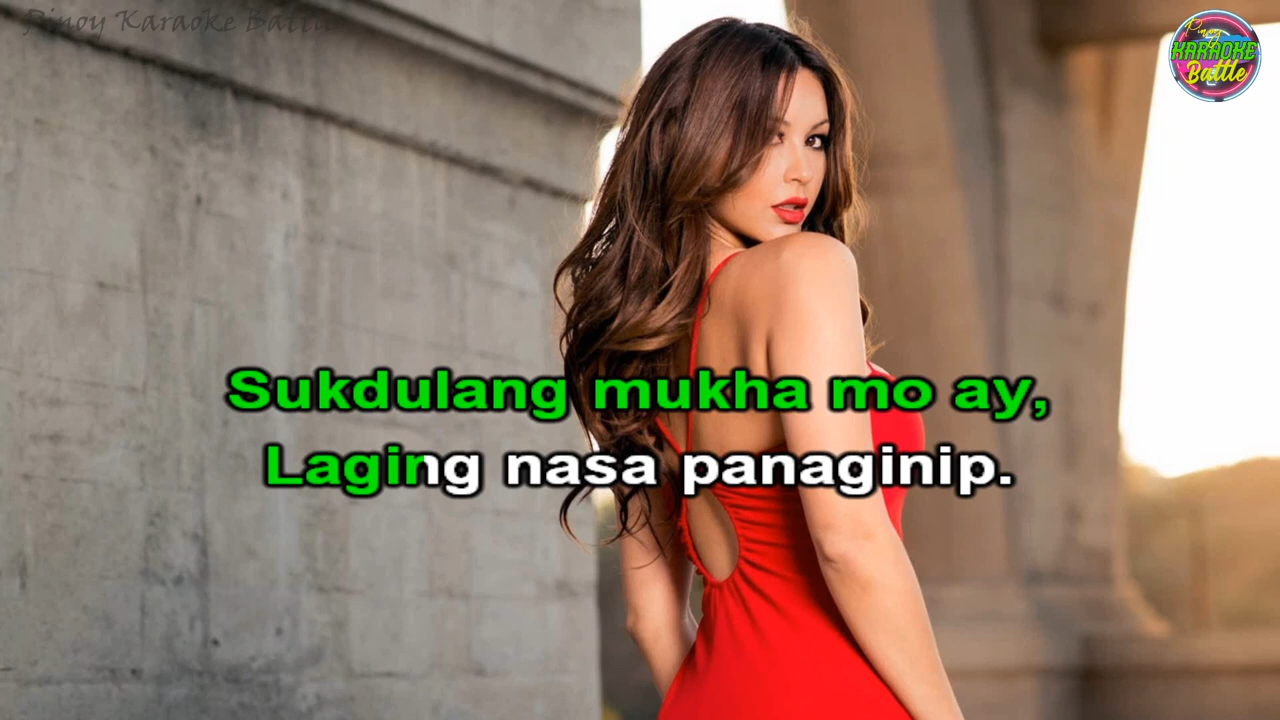 Pinoy Karaoke Battle
Pinoy
KARAOKE
Battle
Sukdulang mukha mo ay,
Laging nasa panaginip.